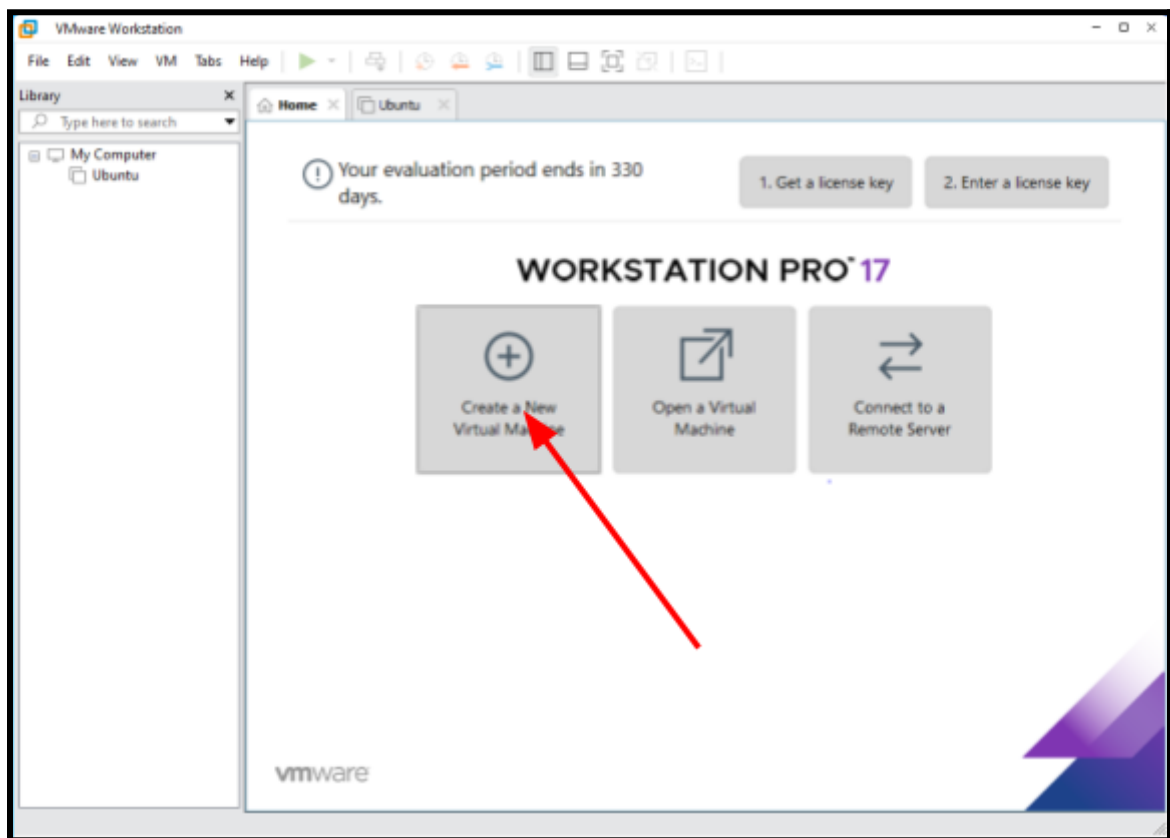 VMware Workstation
File Edit View VM Tabs Help
Library
Type here to search
My Computer
Ubuntu
Home
Ubuntu
Your evaluation period ends in 330
days.
1. Get a license key
2. Enter a license key
WORKSTATION PRO™ 17
Create a New
Virtual Machine
Open a Virtual
Machine
Connect to a
Remote Server
vmware